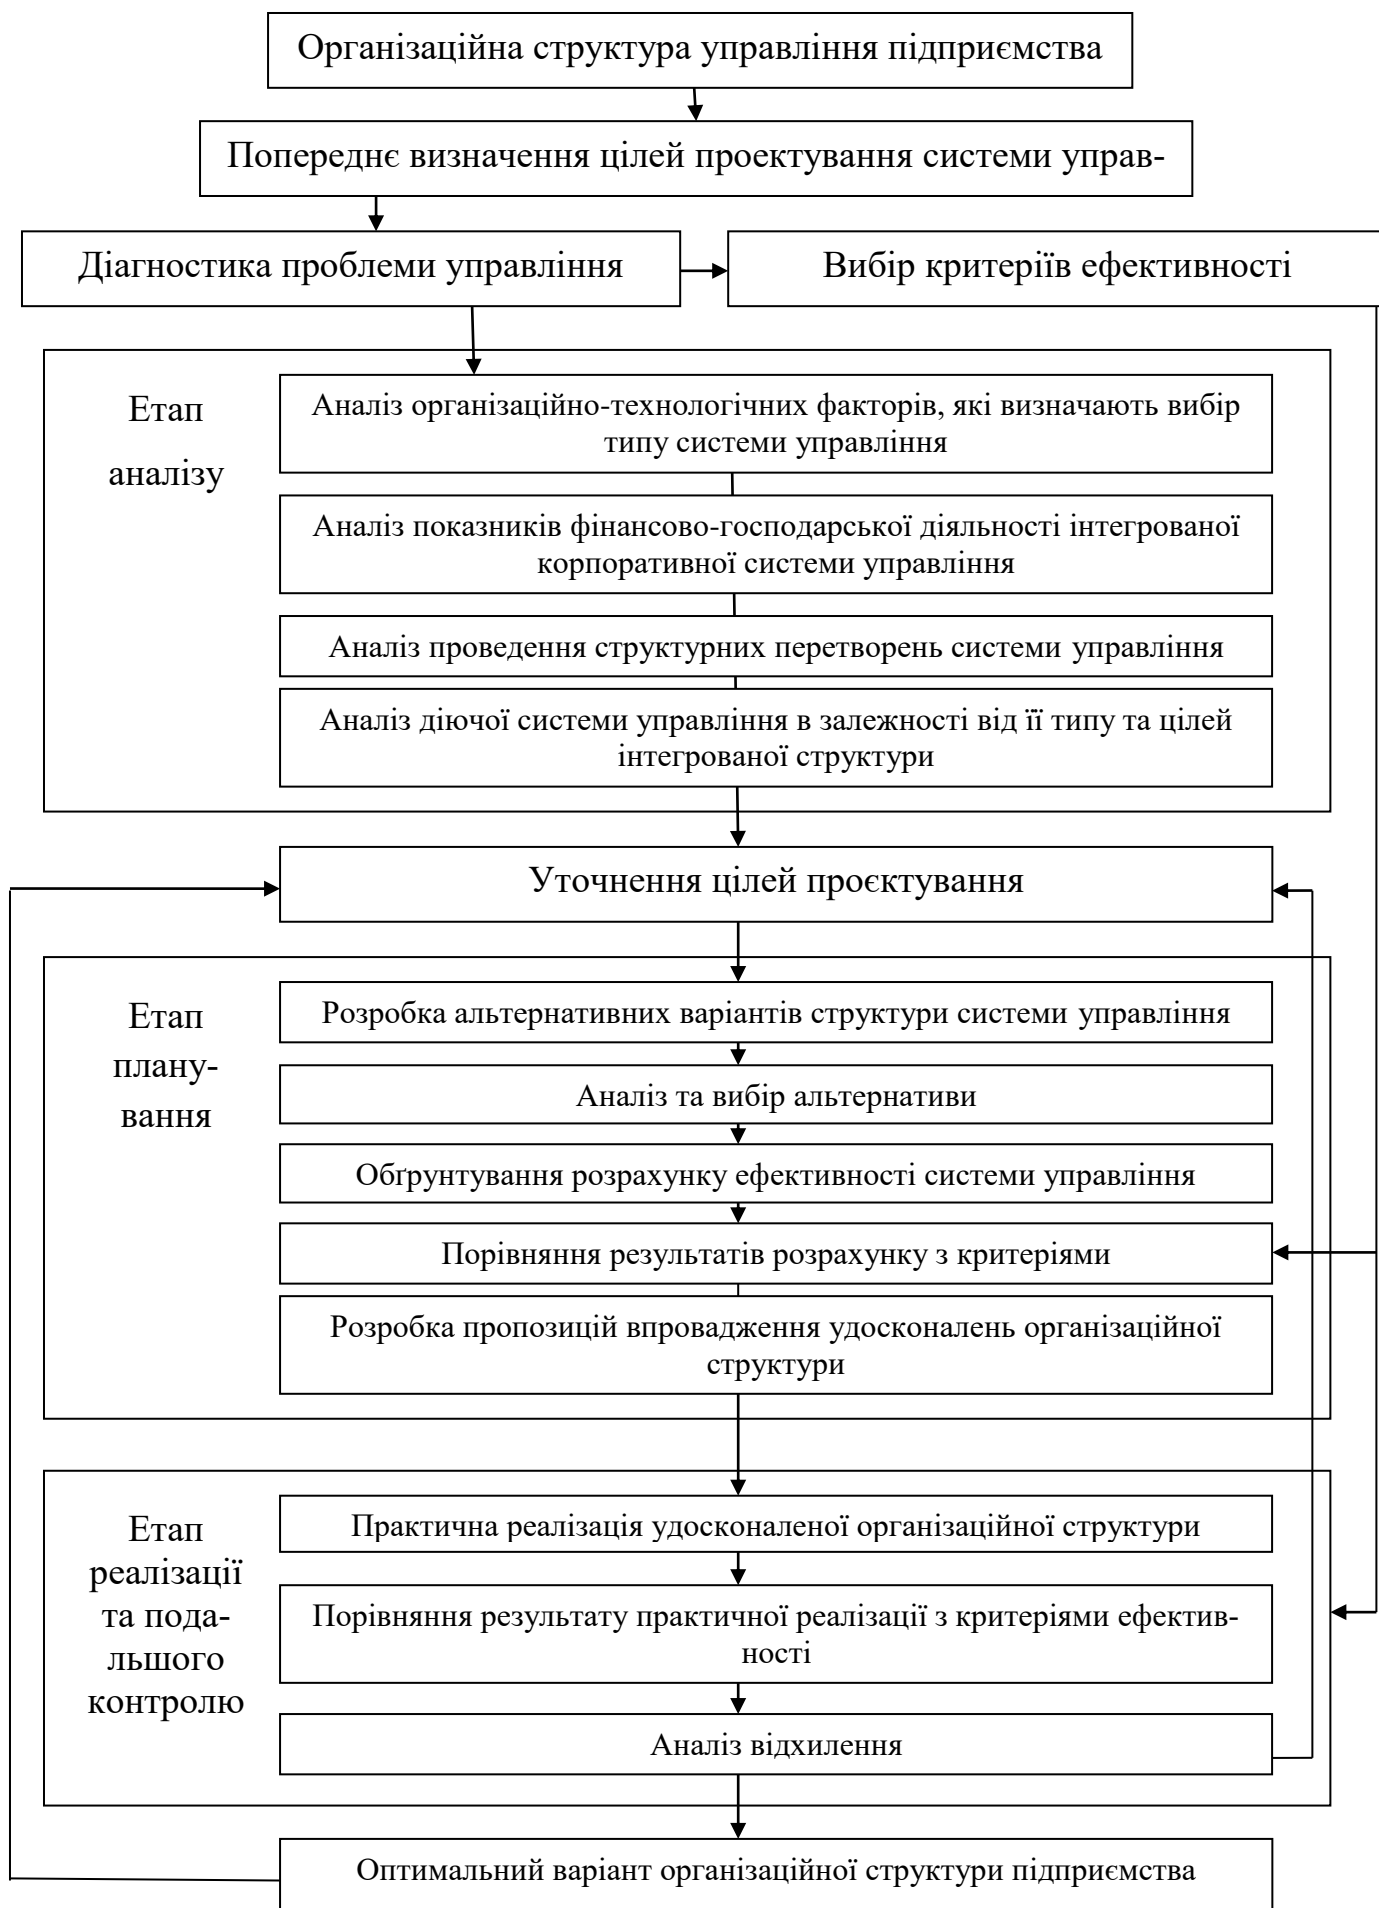 Організаційна структура управління підприємства
Попереднє визначення цілей проектування системи управ-
Діагностика проблеми управління
Вибір критеріїв ефективності
Етап
аналізу
Аналіз організаційно-технологічних факторів, які визначають вибір
типу системи управління
Аналіз показників фінансово-господарської діяльності інтегрованої
корпоративної системи управління
Аналіз проведення структурних перетворень системи управління
Аналіз діючої системи управління в залежності від її типу та цілей
інтегрованої структури
Уточнення цілей проєктування
Етап
плану-
вання
Розробка альтернативних варіантів структури системи управління
Аналіз та вибір альтернативи
Обґрунтування розрахунку ефективності системи управління
Порівняння результатів розрахунку з критеріями
Розробка пропозицій впровадження удосконалень організаційної
структури
Етап
реалізації
та пода-
льшого
контролю
Практична реалізація удосконаленої організаційної структури
Порівняння результату практичної реалізації з критеріями ефектив-
ності
Аналіз відхилення
Оптимальний варіант організаційної структури підприємства